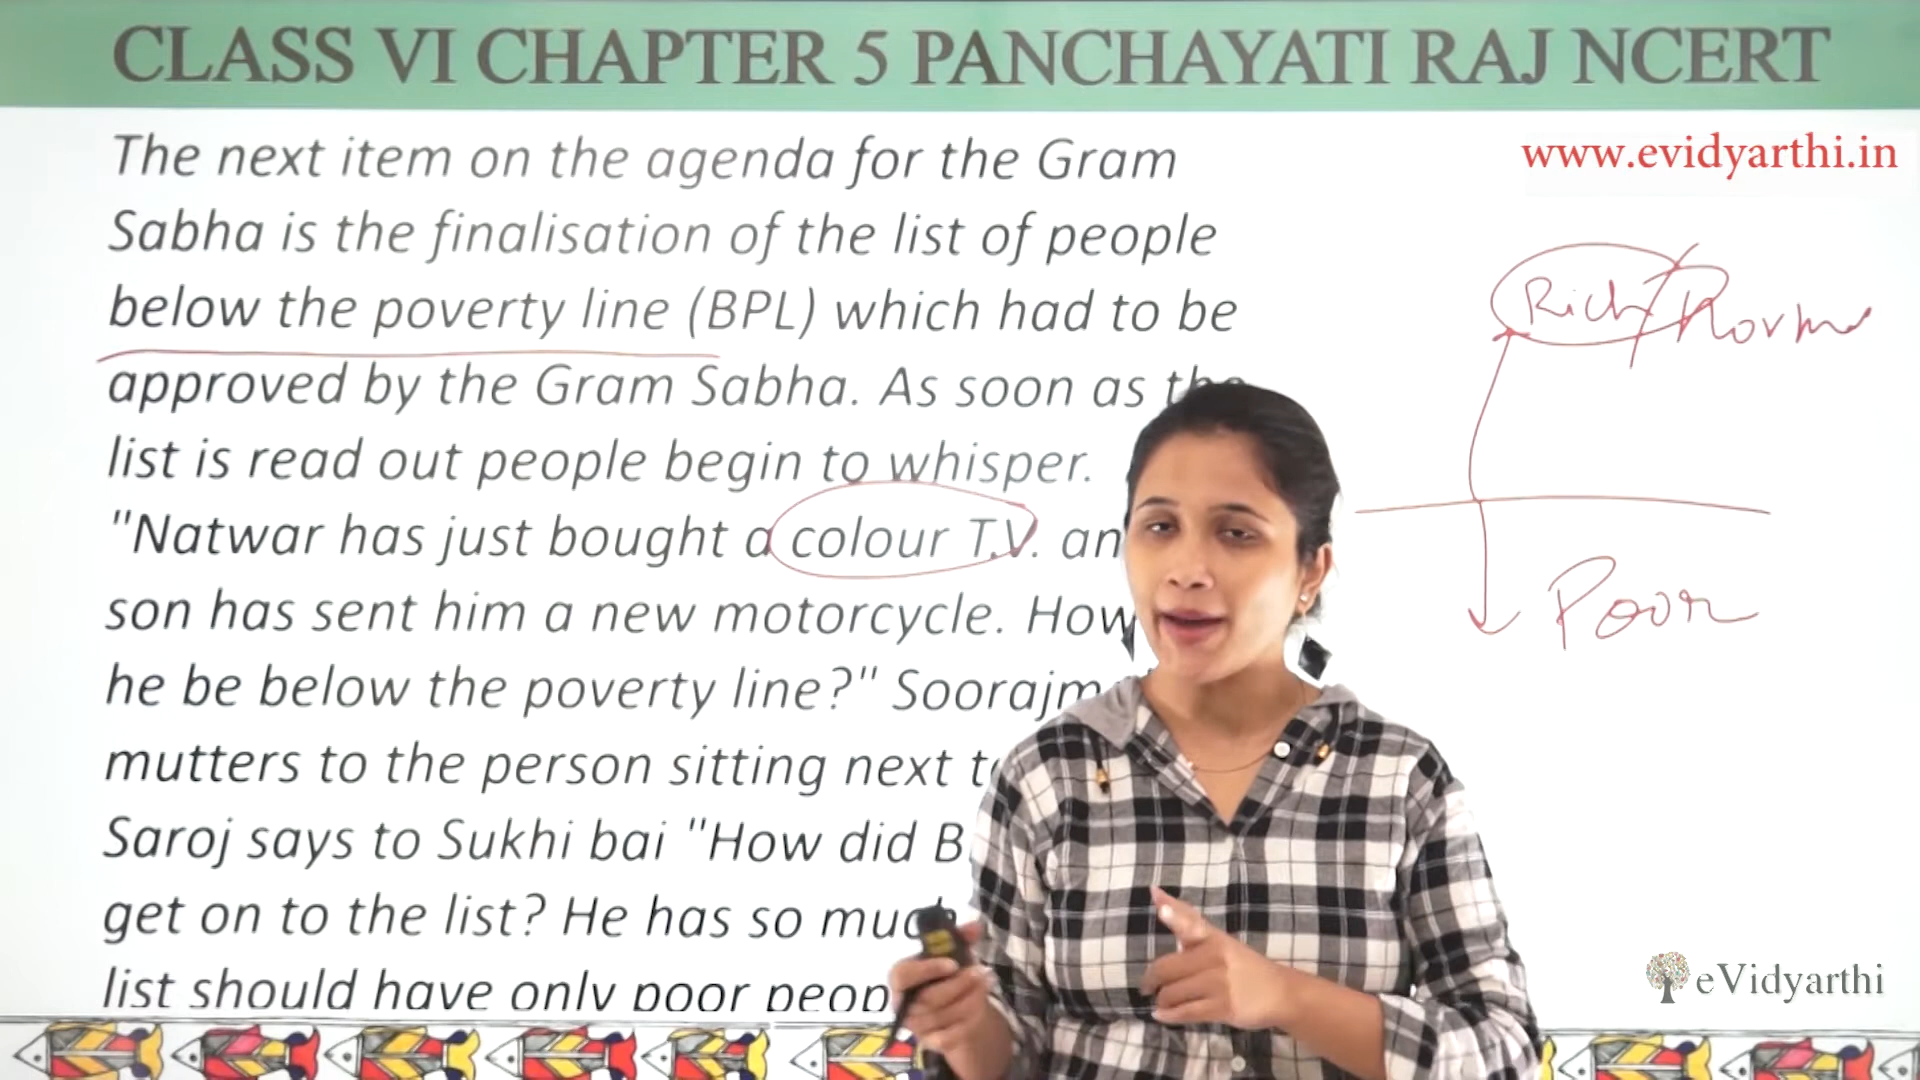 CLASS VI CHAPTER 5 PANCHAYATI RAJ NCERT
www.evidyarthi.in
The next item on the agenda for the Gram
Sabha is the finalisation of the list of people
below the poverty line (BPL) which had to be
approved by the Gram Sabha. As soon as the
list is read out people begin to whisper.
"Natwar has just bought a colour T.V. an
son has sent him a new motorcycle. How
he be below the poverty line?" Soorajm
mutters to the person sitting next t
Saroj says to Sukhi bai "How did B
get on to the list? He has so muc
list should have only poor peop
Rich
Poor
eVidyarthi